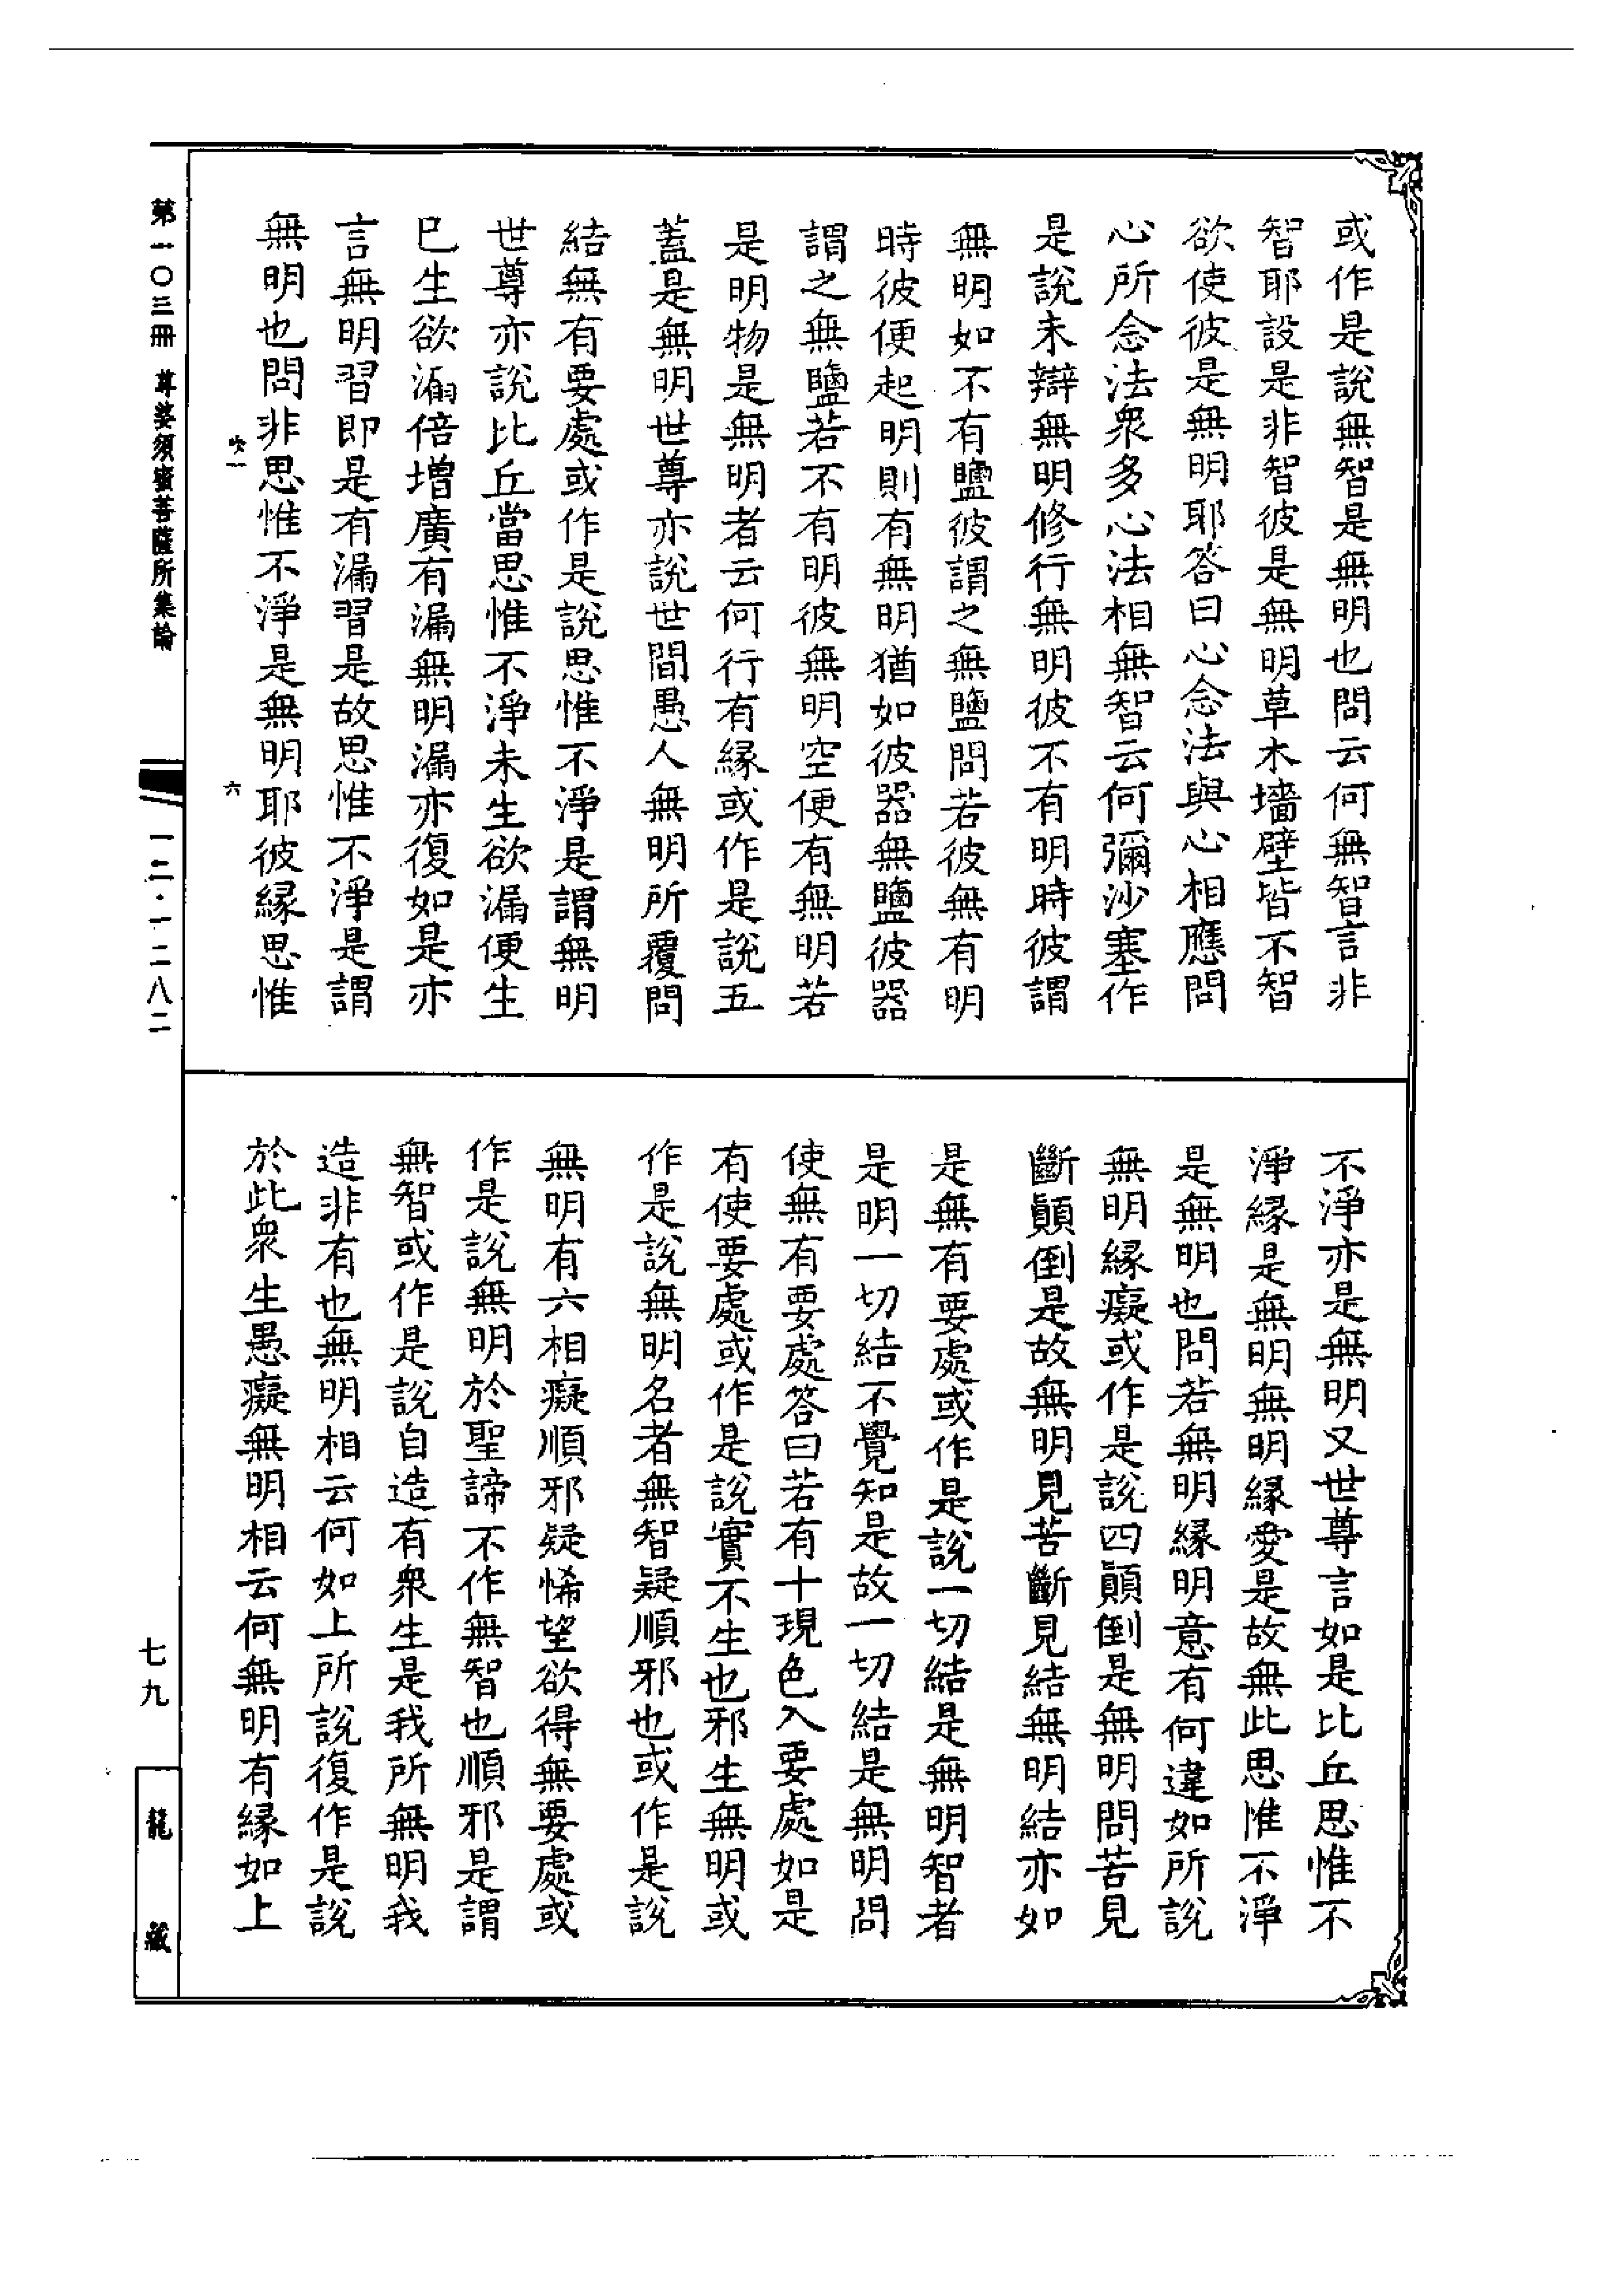 或作是說無智是無明也問云何無智言非
智耶設是非智彼是無明草木墻壁皆不智
欲使彼是無明耶答曰心念法與心相應問
心所念法衆多心法相無智云何彌沙塞作
是說未辯無明修行無明彼不有明時彼謂
無明如不有鹽彼謂之無鹽問若彼無有明
時彼便起明則有無明猶如彼器無鹽彼器
謂之無鹽若不有明彼無明空便有無明若
是明物是無明者云何行有緣或作是說五
蓋是無明世尊亦說世間愚人無明所覆問
結無有要處或作是說思惟不淨是謂無明
世尊亦說比丘當思惟不淨未生欲漏便生
巳生欲漏倍增廣有漏無明漏亦復如是亦
言無明習即是有漏習是故思惟不淨是謂
無明也問非思惟不淨是無明耶彼緣思惟
不淨亦是無明又世尊言如是比丘思惟不
淨緣是無明無明緣愛是故無此思惟不淨
是無明也問若無明緣明意有何違如所說
無明緣癡或作是說四顛倒是無明問苦見
斷顛倒是故無明見苦斷見結無明結亦如
是無有要處或作是說一切結是無明智者
是明一切結不覺知是故一切結是無明問
使無有要處答曰若有十現色入要處如是
有使要處或作是說實不生也邪生無明或
作是說無明名者無智疑順邪也或作是說
無明有六相癡順邪疑悕望欲得無要處或
作是說無明於聖諦不作無智也順邪是謂
無智或作是說自造有衆生是我所無明我
造非有也無明相云何如上所說復作是說
於此衆生愚癡無明相云何無明有緣如上
第一〇三冊 尊婆須蜜菩薩所集論
六
一二·一二八二
七九
龍藏